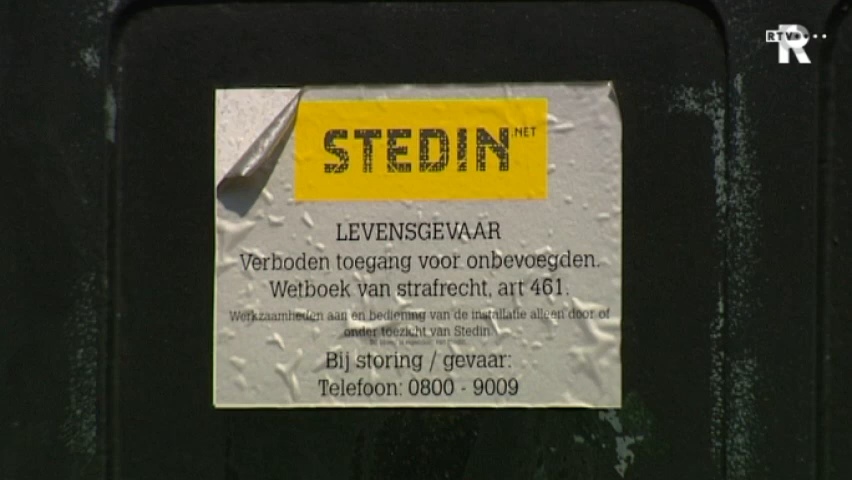 RTV
R
STEDIN.NET
LEVENSGEVAAR
Verboden toegang voor onbevoegden.
Wetboek van strafrecht, art 461.
Werkzaamheden aan en bediening van de installatie alleen door of
onder toezicht van Stedin
Bij storing / gevaar:
Telefoon: 0800 - 9009